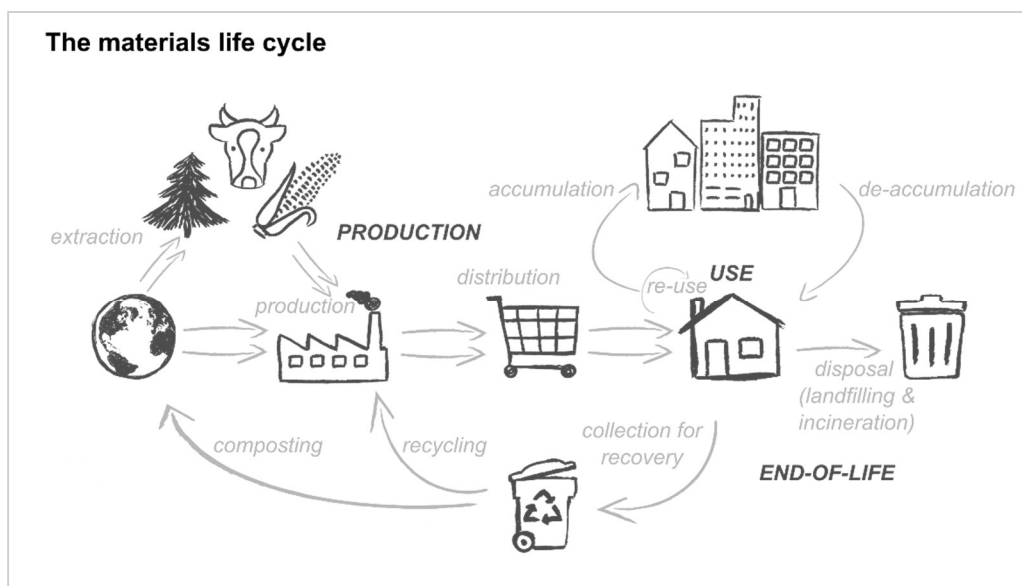 The materials life cycle
accumulation
de-accumulation
extraction
PRODUCTION
distribution
USE
re-use
production
disposal
(landfilling &
incineration)
composting
recycling
collection for
recovery
END-OF-LIFE